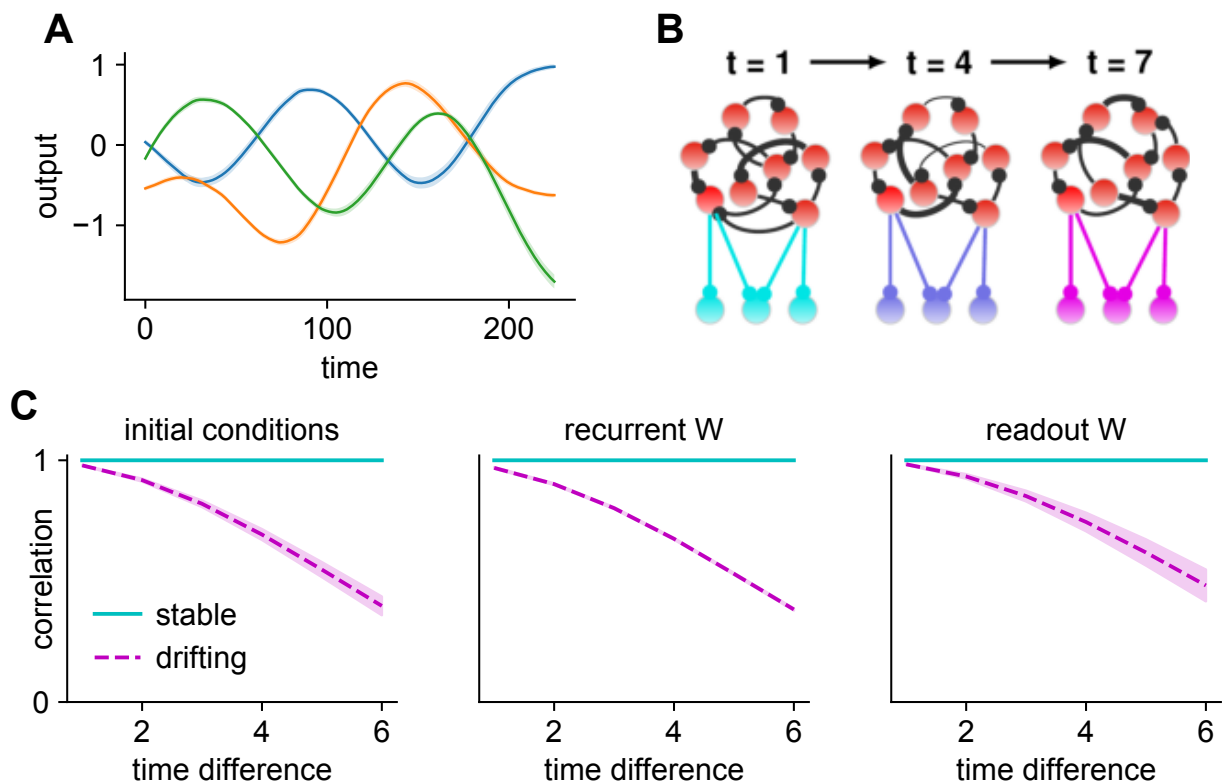 A
1
0
−1
output
0 100 200
time
B
t = 1 t = 4 t = 7
C
initial conditions
1
0
correlation
stable
drifting
2 4 6
time difference
recurrent W
2 4 6
time difference
readout W
2 4 6
time difference